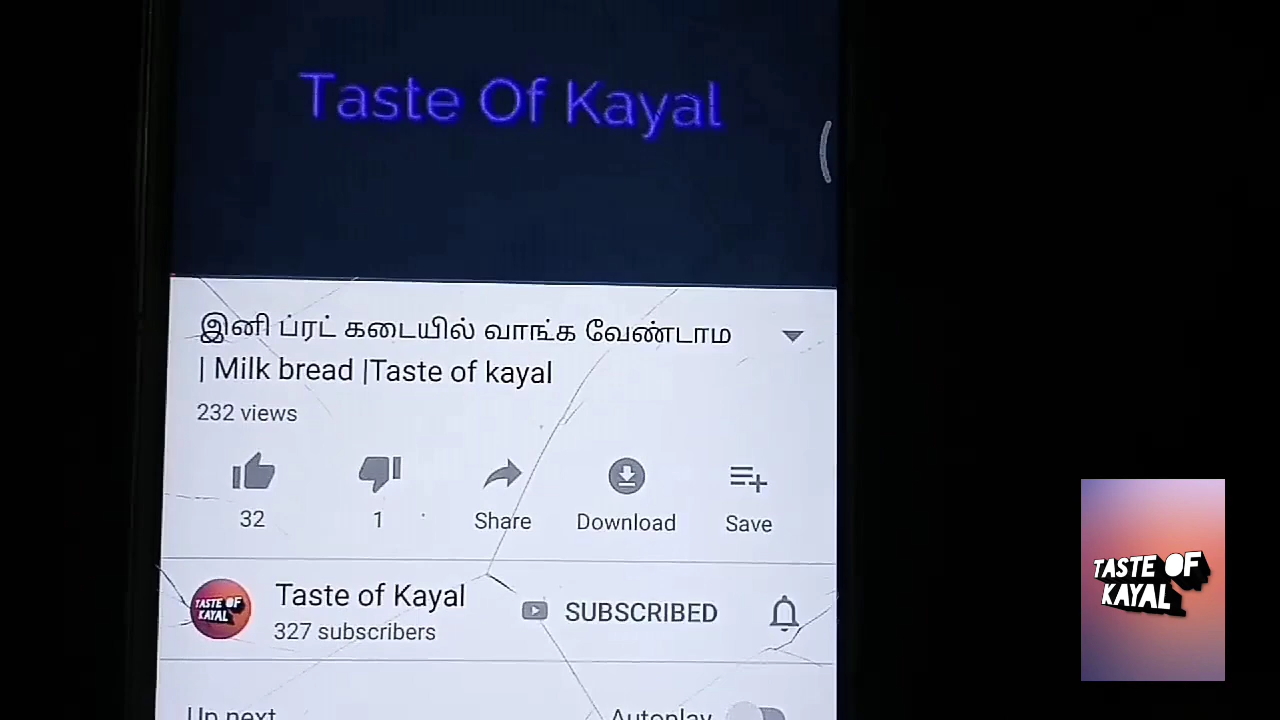 Taste Of Kayal
இனி ப்ரட் கடையில் வாங்க வேண்டாம
| Milk bread |Taste of kayal
232 views
32
1
Share
Download
Save
TASTE OF
KAYAL
Taste of Kayal
327 subscribers
SUBSCRIBED
Up next
Autoplay
TASTE OF
KAYAL